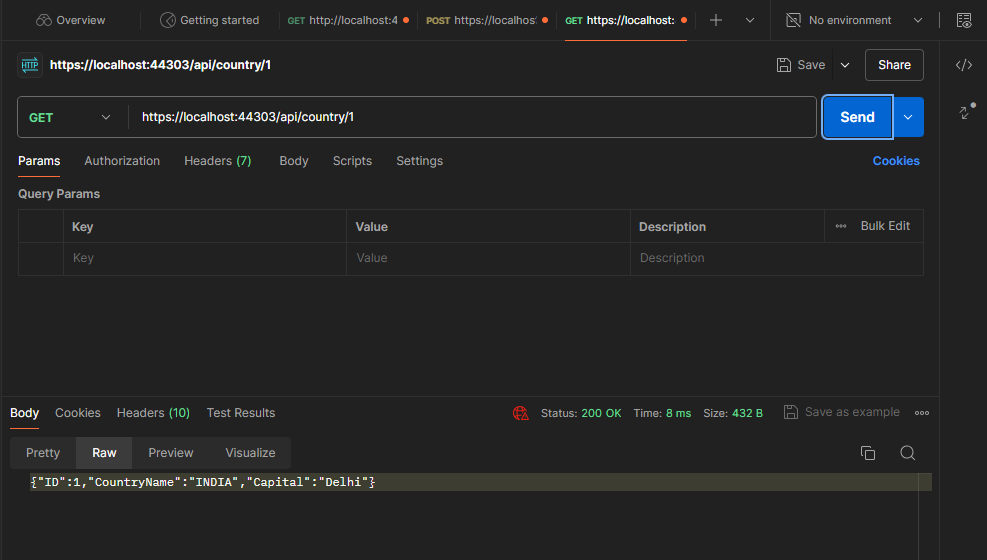 Overview Getting started GET http://localhost:4 POST https://localhos GET https://localhost: No environment
HTTP https://localhost:44303/api/country/1 Save Share
GET https://localhost:44303/api/country/1 Send
Params Authorization Headers (7) Body Scripts Settings Cookies
Query Params
Key Value Description Bulk Edit
Key Value Description
Body Cookies Headers (10) Test Results Status: 200 OK Time: 8 ms Size: 432 B Save as example
Pretty Raw Preview Visualize
{"ID":1,"CountryName":"INDIA","Capital":"Delhi"}